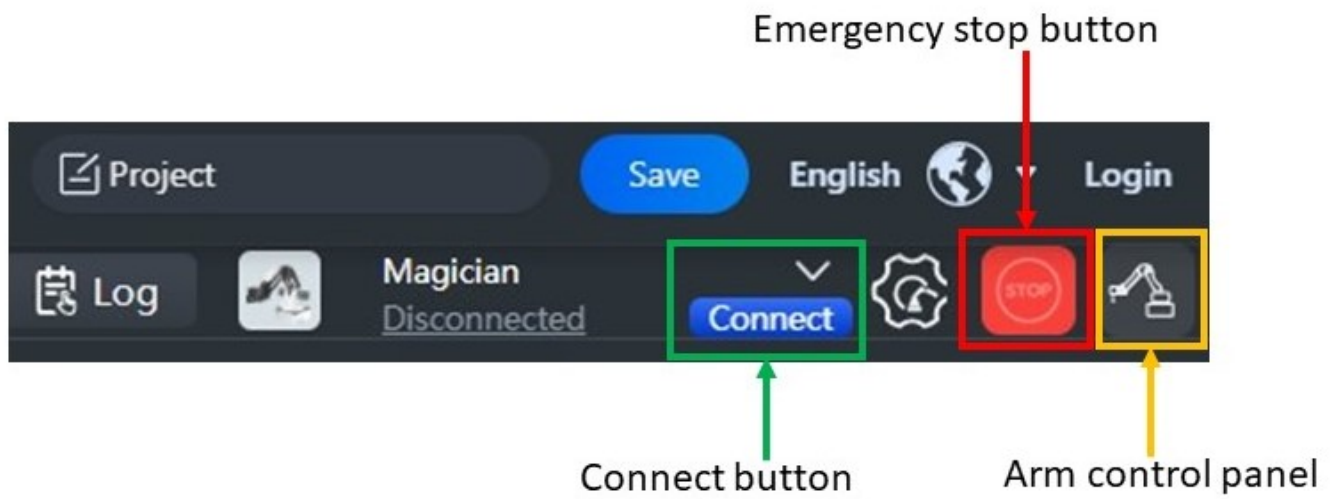 Emergency stop button
Project
Save
English
Login
Log
Magician
Disconnected
Connect
STOP
Connect button
Arm control panel